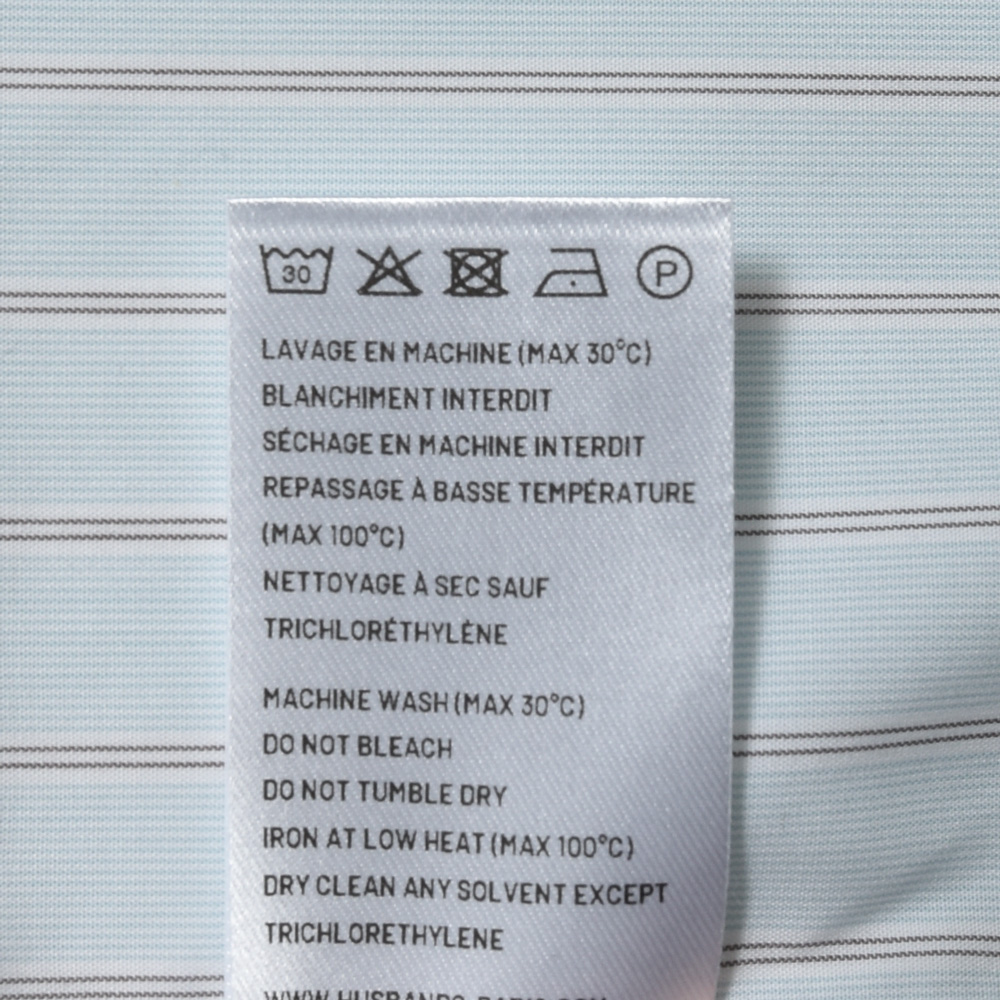 30 P
LAVAGE EN MACHINE (MAX 30°C)
BLANCHIMENT INTERDIT
SÉCHAGE EN MACHINE INTERDIT
REPASSAGE À BASSE TEMPÉRATURE
(MAX 100°C)
NETTOYAGE À SEC SAUF
TRICHLORÉTHYLÈNE
MACHINE WASH (MAX 30°C)
DO NOT BLEACH
DO NOT TUMBLE DRY
IRON AT LOW HEAT (MAX 100°C)
DRY CLEAN ANY SOLVENT EXCEPT
TRICHLORETHYLENE